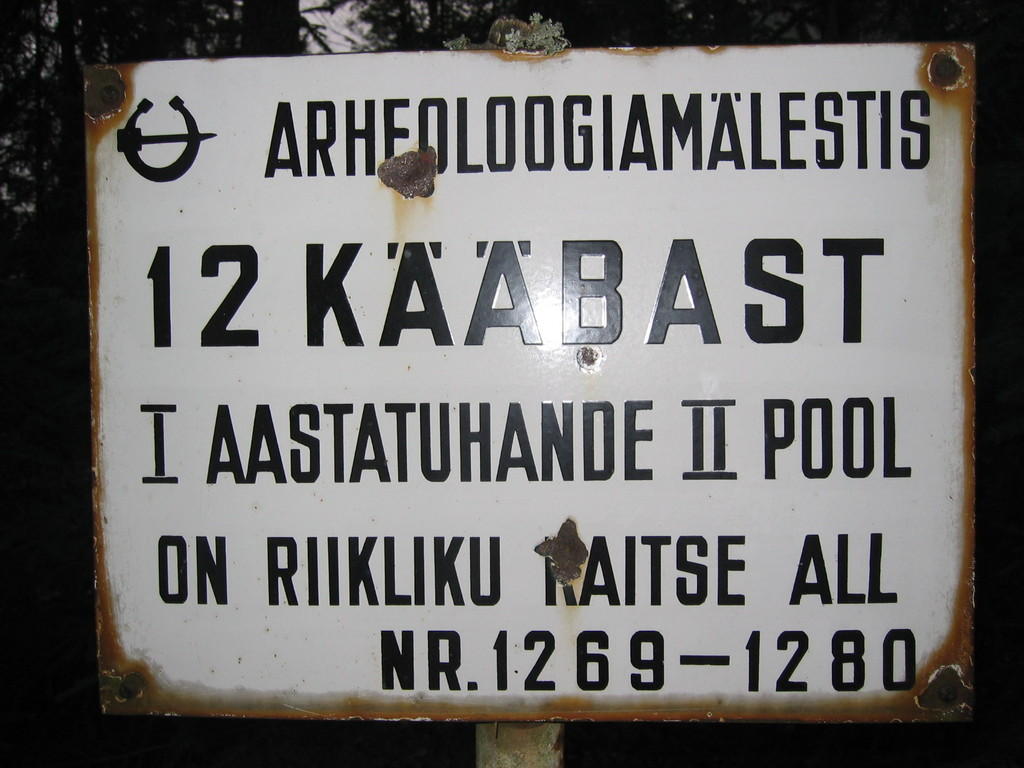 ARHEOLOOGIAMÄLESTIS
12 KÄÄBAST
I AASTATUHANDE II POOL
ON RIIKLIKU KAITSE ALL
NR. 1269-1280